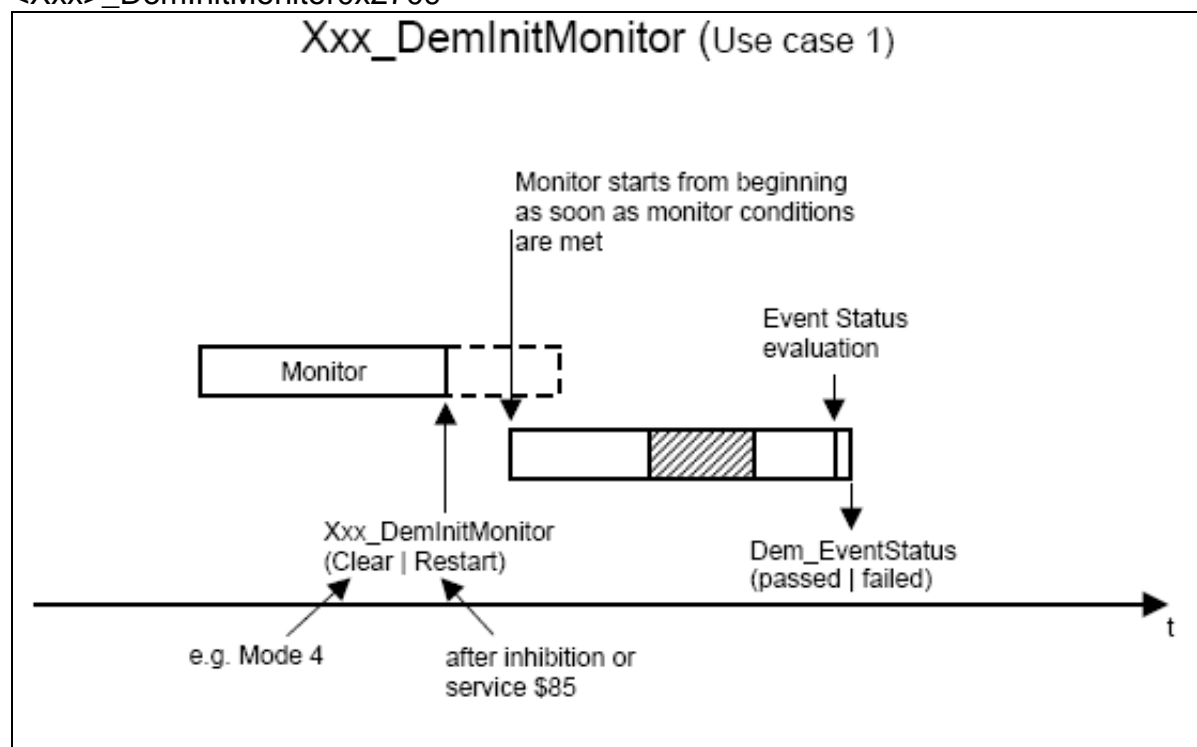 Xxx_DemInitMonitor (Use case 1)
Monitor starts from beginning
as soon as monitor conditions
are met
Event Status
evaluation
Monitor
Xxx_DemInitMonitor
(Clear | Restart)
Dem_EventStatus
(passed | failed)
t
e.g. Mode 4
after inhibition or
service $85